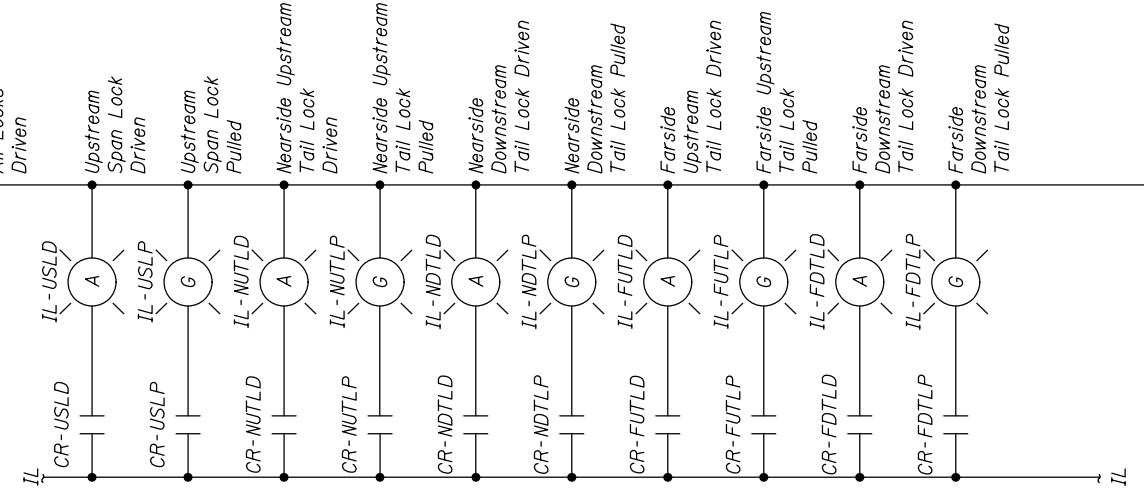 Driven
Upstream
Span Lock
Driven
Upstream
Span Lock
Pulled
Nearside Upstream
Tail Lock
Driven
Nearside Upstream
Tail Lock
Pulled
Nearside
Downstream
Tail Lock Driven
Nearside
Downstream
Tail Lock Pulled
Farside
Upstream
Tail Lock Driven
Farside Upstream
Tail Lock
Pulled
Farside
Downstream
Tail Lock Driven
Farside
Downstream
Tail Lock Pulled
IL-USLD
A
IL-USLP
G
IL-NUTLD
A
IL-NUTLP
G
IL-NDTLD
A
IL-NDTLP
G
IL-FUTLD
A
IL-FUTLP
G
IL-FDTLD
A
IL-FDTLP
G
CR-USLD
CR-USLP
CR-NUTLD
CR-NUTLP
CR-NDTLD
CR-NDTLP
CR-FUTLD
CR-FUTLP
CR-FDTLD
CR-FDTLP
IL
IL